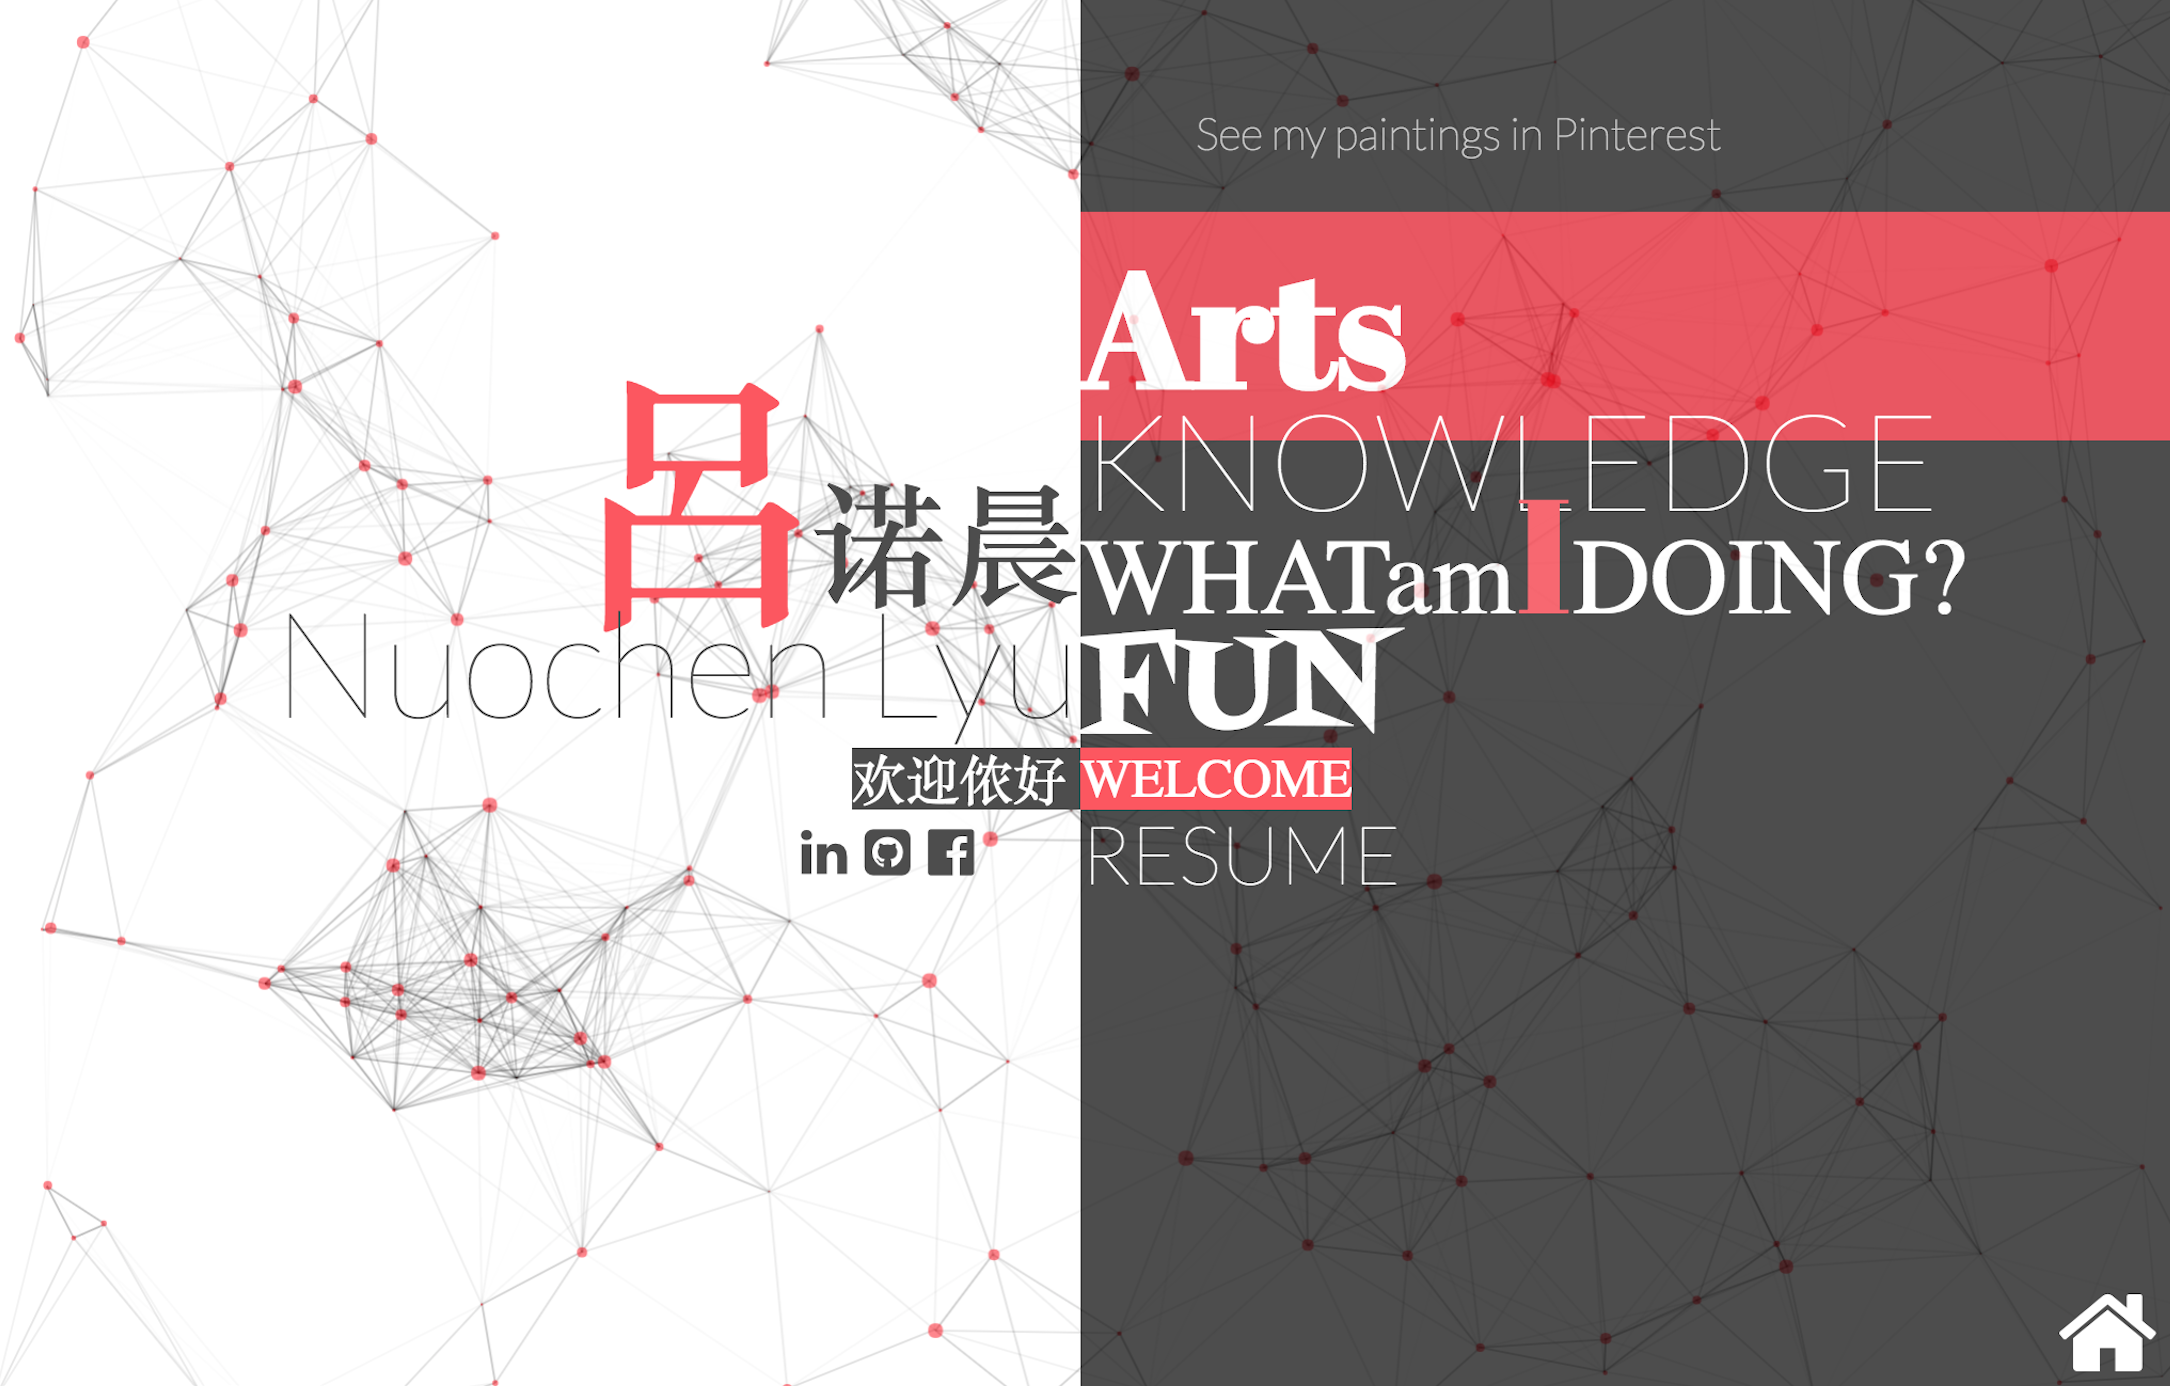 吕诺晨
Nuochen Lyu
欢迎侬好
in
See my paintings in Pinterest
Arts
KNOWLEDGE
WHATamIDOING?
FUN
WELCOME
RESUME